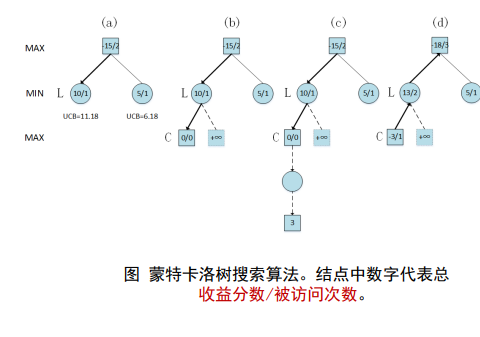 (a) (b) (c) (d)
MAX -15/2 -15/2 -15/2 -18/3
MIN L 10/1 5/1 L 10/1 5/1 L 10/1 5/1 L 13/2 5/1
UCB=11.18 UCB=6.18
MAX C 0/0 +∞ C 0/0 +∞ C -3/1 +∞
3
图 蒙特卡洛树搜索算法。结点中数字代表总
收益分数/被访问次数。